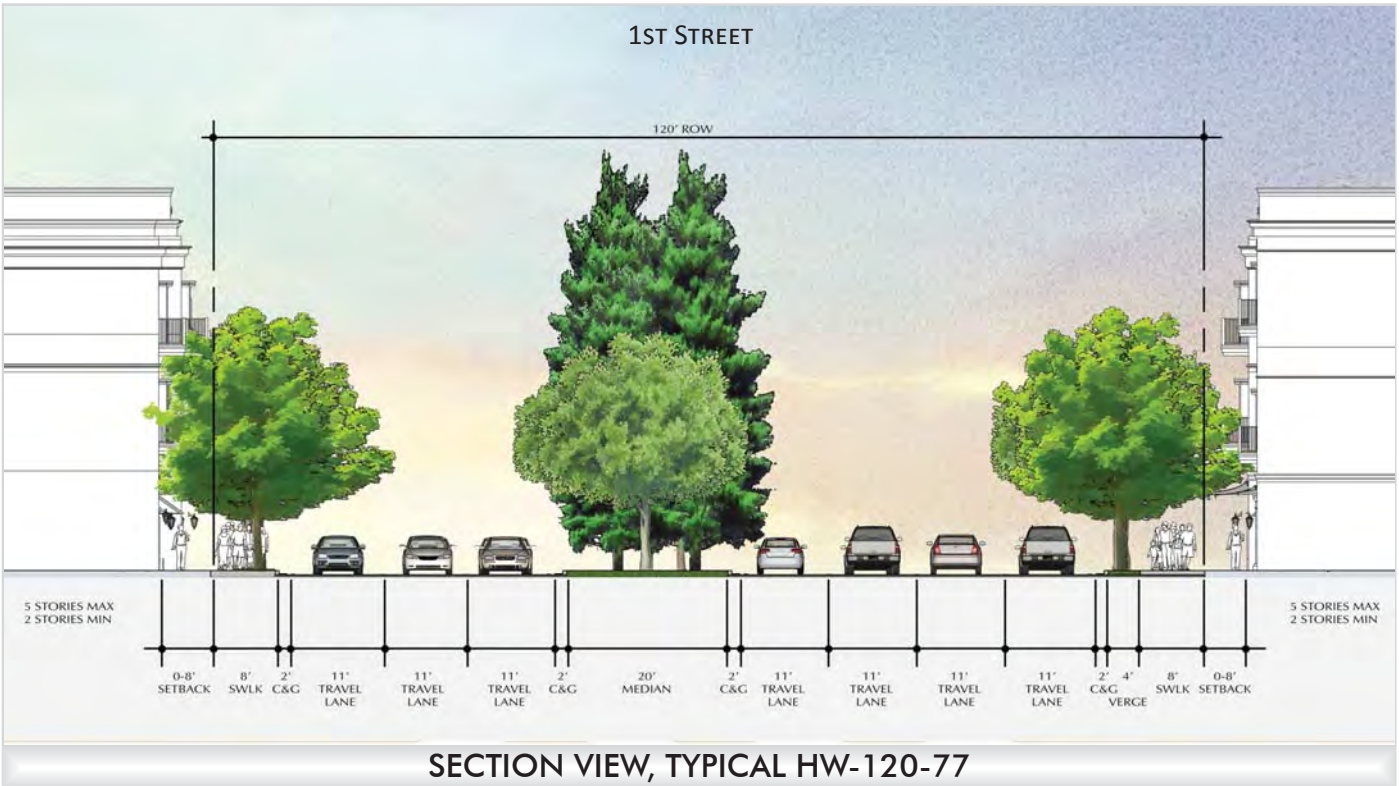 1ST STREET
120' ROW
5 STORIES MAX
2 STORIES MIN
5 STORIES MAX
2 STORIES MIN
0-8'
SETBACK
8'
SWLK
2'
C&G
11'
TRAVEL
LANE
11'
TRAVEL
LANE
11'
TRAVEL
LANE
2'
C&G
20'
MEDIAN
2'
C&G
11'
TRAVEL
LANE
11'
TRAVEL
LANE
11'
TRAVEL
LANE
11'
TRAVEL
LANE
2'
C&G
4'
VERGE
8'
SWLK
0-8'
SETBACK
SECTION VIEW, TYPICAL HW-120-77